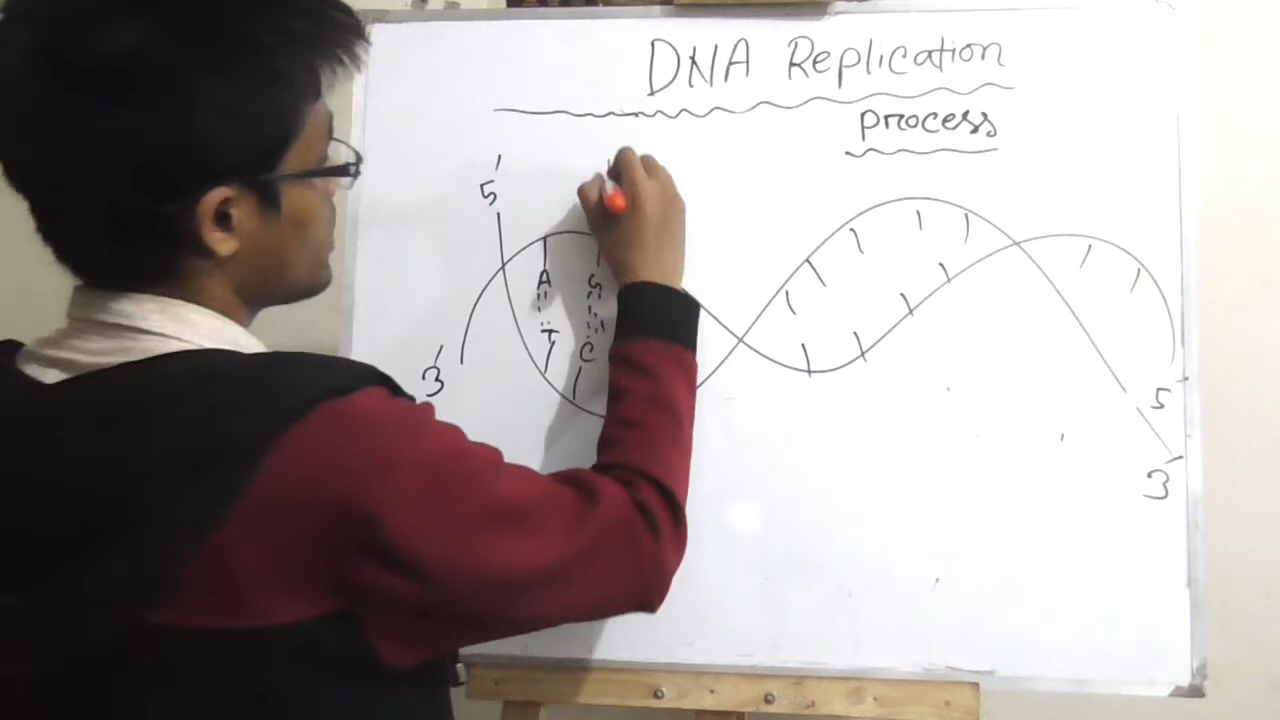 DNA Replication
process
5'
3'
A G
T C
5'
3'